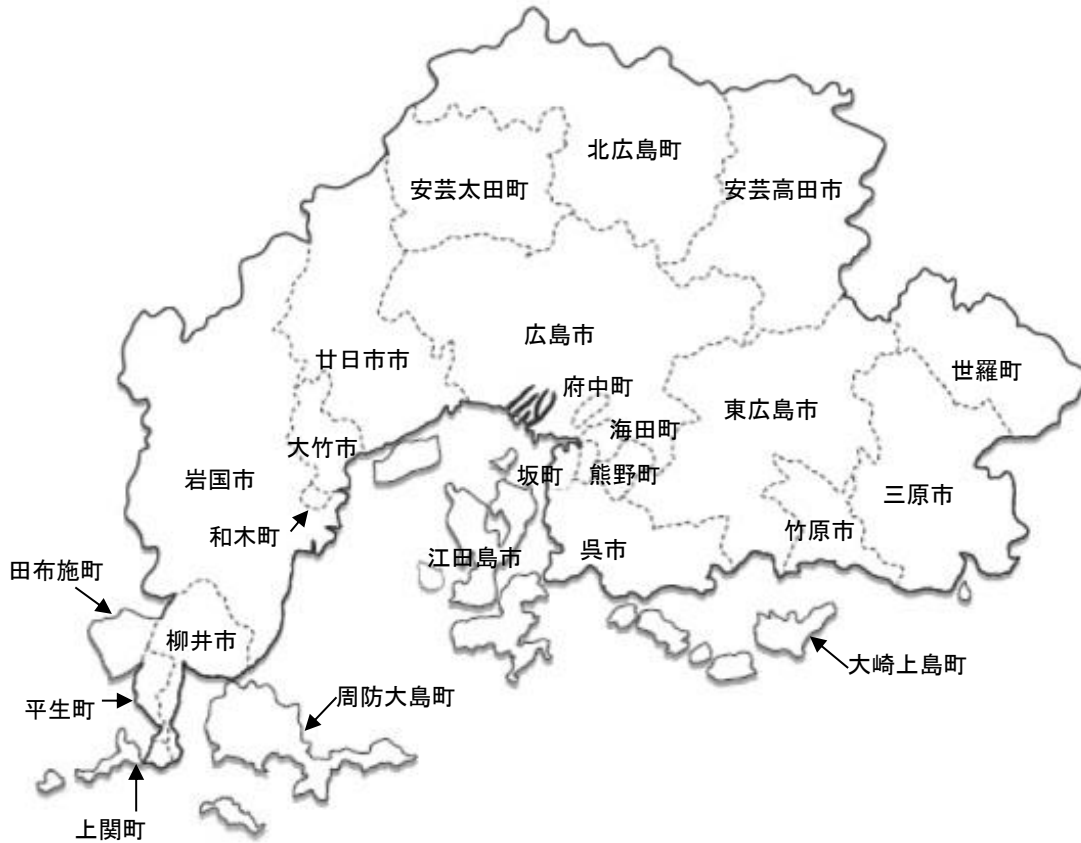 北広島町
安芸太田町
安芸高田市
広島市
廿日市市
世羅町
府中町
東広島市
海田町
大竹市
坂町
熊野町
岩国市
三原市
和木町
竹原市
江田島市
呉市
田布施町
柳井市
大崎上島町
周防大島町
平生町
上関町